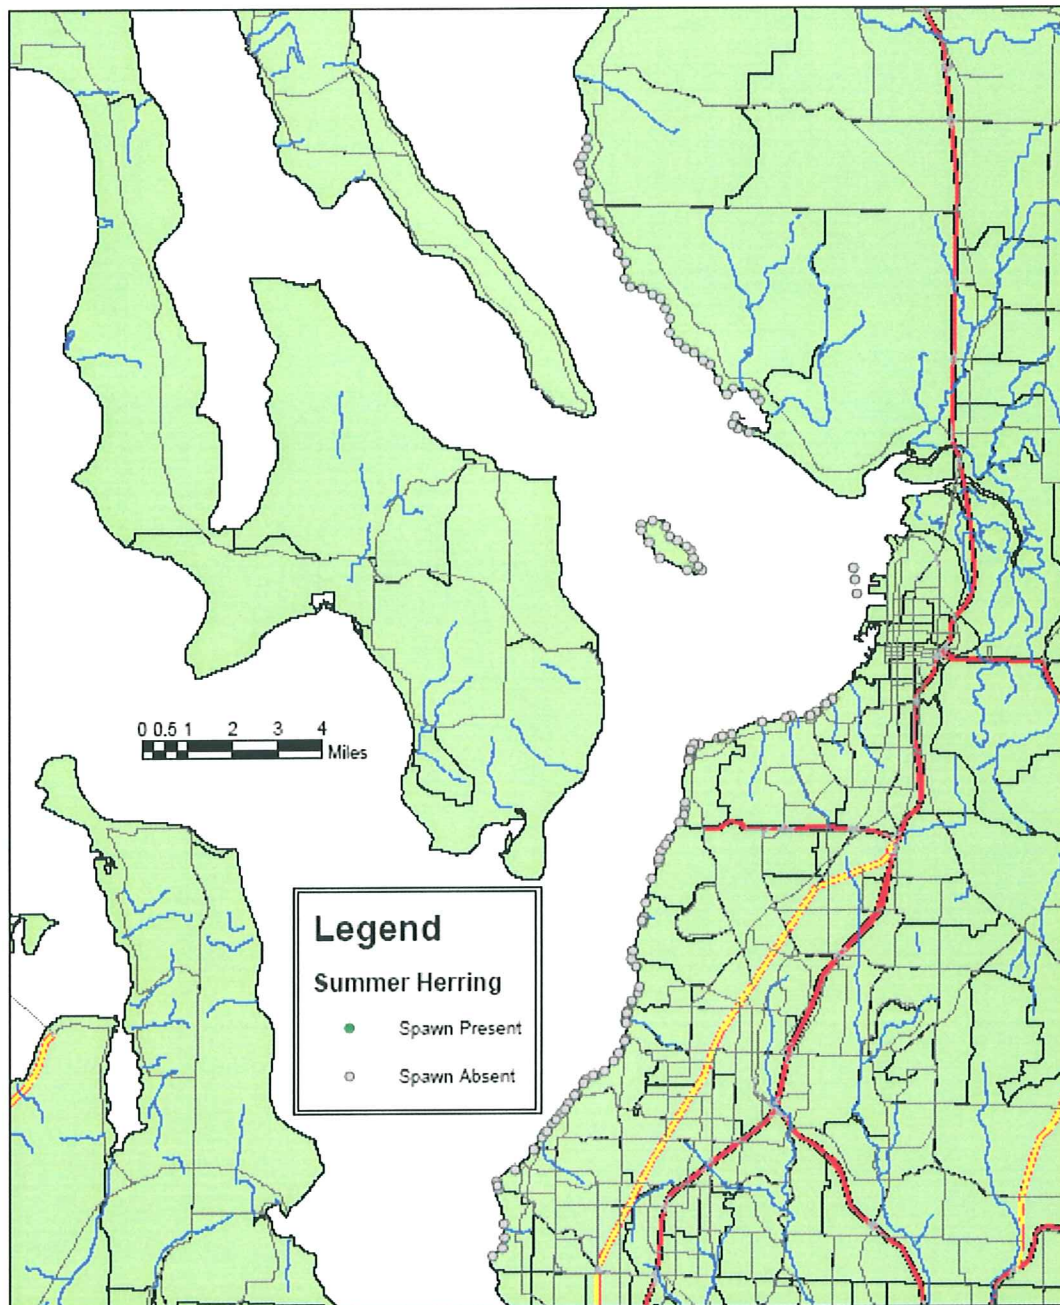 0 0.5 1 2 3 4
Miles
Legend
Summer Herring
Spawn Present
Spawn Absent